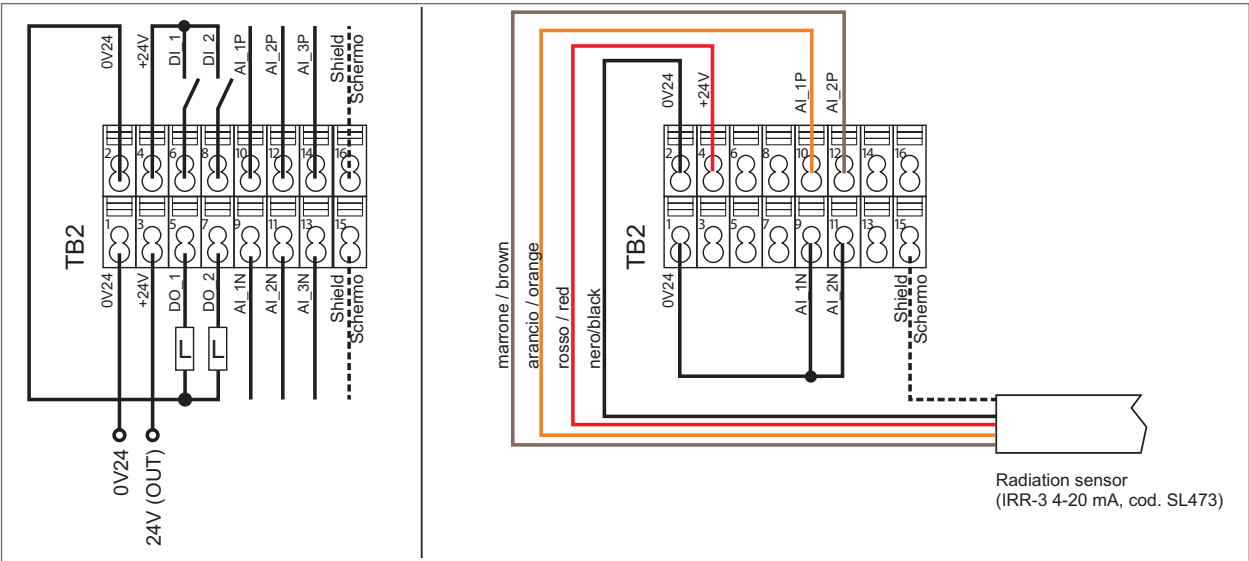 0V24
+24V
DI_1
DI_2
AI_1P
AI_2P
AI_3P
Shield
Schermo
2
4
6
8
10
12
14
16
TB2
1
3
5
7
9
11
13
15
0V24
+24V
DO_1
DO_2
AI_1N
AI_2N
AI_3N
Shield
Schermo
L
L
0V24
24V (OUT)
0V24
+24V
AI_1P
AI_2P
2
4
6
8
10
12
14
16
TB2
1
3
5
7
9
11
13
15
0V24
AI_1N
AI_2N
Shield
Schermo
marrone / brown
arancio / orange
rosso / red
nero/black
Radiation sensor
(IRR-3 4-20 mA, cod. SL473)